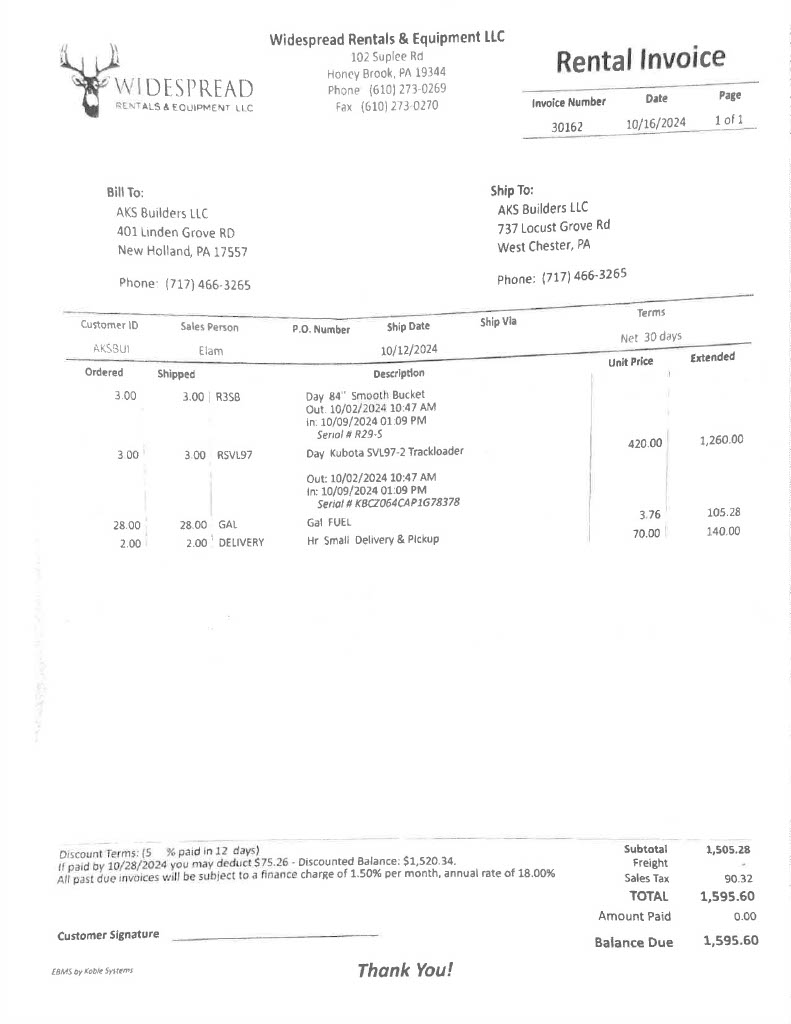 Widespread Rentals & Equipment LLC
102 Suplee Rd
Honey Brook, PA 19344
Phone (610) 273-0269
Fax (610) 273-0270
WIDESPREAD
RENTALS & EQUIPMENT LLC
Rental Invoice
Invoice Number Date Page
30162 10/16/2024 1 of 1
Bill To:
AKS Builders LLC
401 Linden Grove RD
New Holland, PA 17557
Phone: (717) 466-3265
Ship To:
AKS Builders LLC
737 Locust Grove Rd
West Chester, PA
Phone: (717) 466-3265
Customer ID Sales Person P.O. Number Ship Date Ship Via Terms
AKSBUI Elam 10/12/2024 Net 30 days
Ordered Shipped Description Unit Price Extended
3.00 3.00 R3SB Day 84" Smooth Bucket
Out. 10/02/2024 10:47 AM
In: 10/09/2024 01:09 PM
Serial # R29-S
3.00 3.00 RSVL97 Day Kubota SVL97-2 Trackloader 420.00 1,260.00
Out: 10/02/2024 10:47 AM
In: 10/09/2024 01:09 PM
Serial # KBCZ064CAP1G78378
28.00 28.00 GAL Gal FUEL 3.76 105.28
2.00 2.00 DELIVERY Hr Small Delivery & Pickup 70.00 140.00
Discount Terms: (5 % paid in 12 days)
If paid by 10/28/2024 you may deduct $75.26 - Discounted Balance: $1,520.34.
All past due invoices will be subject to a finance charge of 1.50% per month, annual rate of 18.00%
Subtotal 1,505.28
Freight -
Sales Tax 90.32
TOTAL 1,595.60
Amount Paid 0.00
Balance Due 1,595.60
Customer Signature
EBMS by Koble Systems
Thank You!